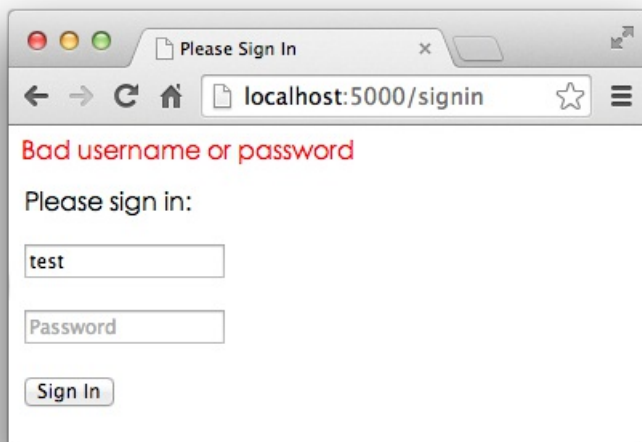 Please Sign In
localhost:5000/signin
Bad username or password
Please sign in:
test
Password
Sign In